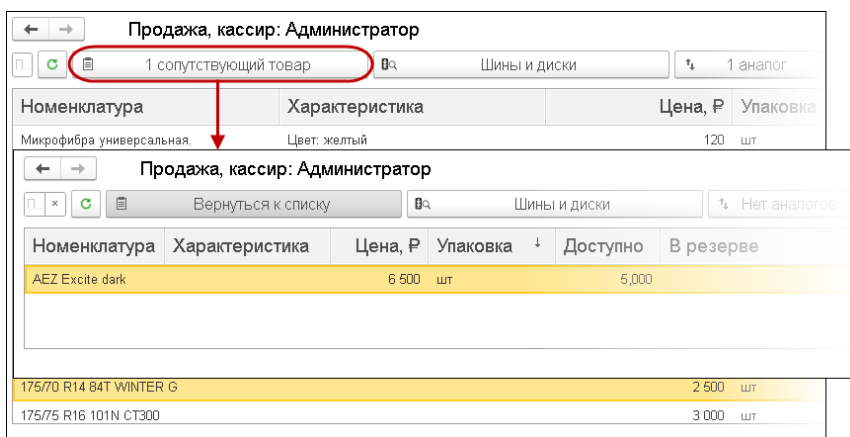 Продажа, кассир: Администратор
П... 1 сопутствующий товар Шины и диски 1 аналог
Номенклатура Характеристика Цена, ₽ Упаковка
Микрофибра универсальная. Цвет: желтый 120 шт
Продажа, кассир: Администратор
П... × Вернуться к списку Шины и диски Нет аналогов
Номенклатура Характеристика Цена, ₽ Упаковка ↓ Доступно В резерве
AEZ Excite dark 6 500 шт 5,000
175/70 R14 84T WINTER G 2 500 шт
175/75 R16 101N CT300 3 000 шт